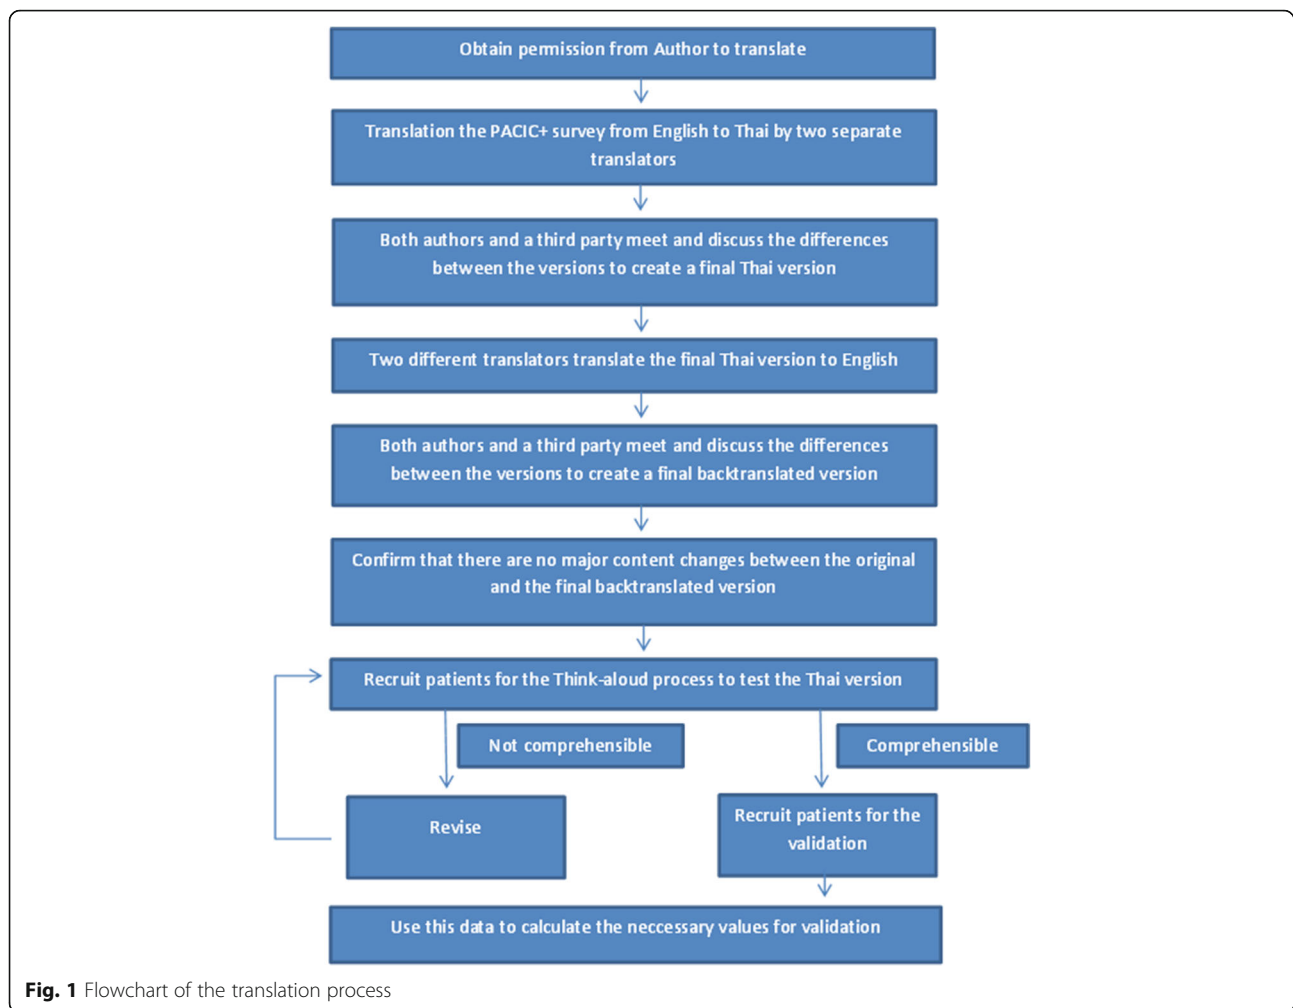 Obtain permission from Author to translate
Translation the PACIC+ survey from English to Thai by two separate
translators
Both authors and a third party meet and discuss the differences
between the versions to create a final Thai version
Two different translators translate the final Thai version to English
Both authors and a third party meet and discuss the differences
between the versions to create a final backtranslated version
Confirm that there are no major content changes between the original
and the final backtranslated version
Recruit patients for the Think-aloud process to test the Thai version
Not comprehensible
Comprehensible
Revise
Recruit patients for the
validation
Use this data to calculate the neccessary values for validation
Fig. 1 Flowchart of the translation process